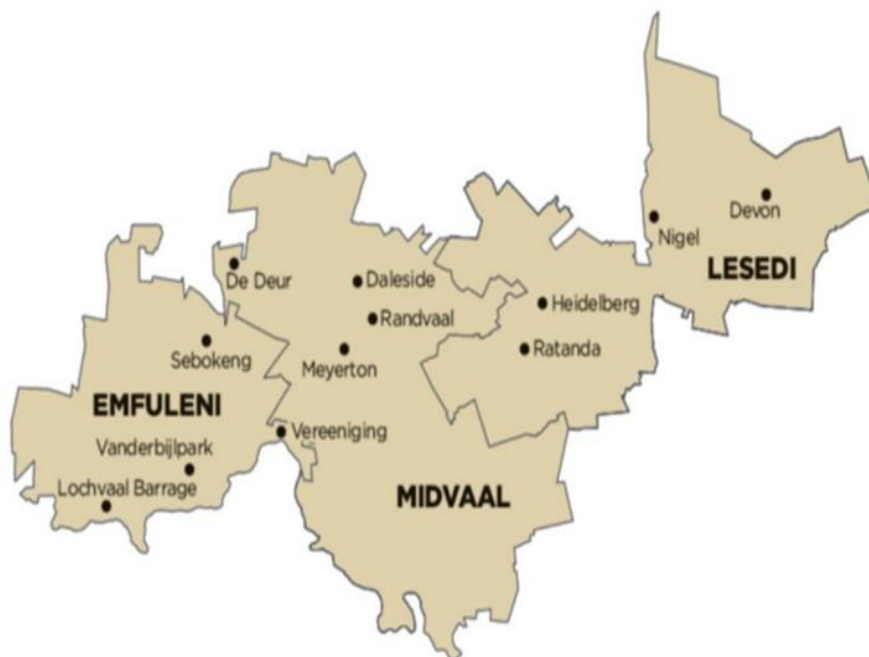 Devon
Nigel
LESEDI
De Deur
Daleside
Heidelberg
Randvaal
Ratanda
Sebokeng
Meyerton
EMFULENI
Vereeniging
Vanderbijlpark
Lochvaal Barrage
MIDVAAL